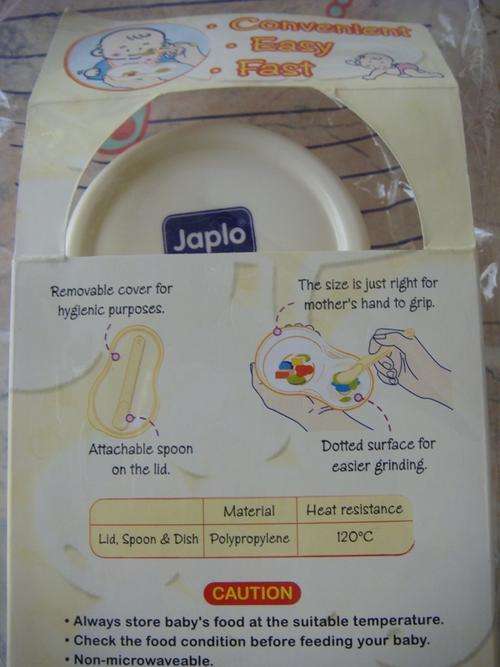 • Convenient
• Easy
• Fast
Japlo
Removable cover for
hygienic purposes.
The size is just right for
mother's hand to grip.
Attachable spoon
on the lid.
Dotted surface for
easier grinding.
Material Heat resistance
Lid, Spoon & Dish Polypropylene 120°C
CAUTION
• Always store baby's food at the suitable temperature.
• Check the food condition before feeding your baby.
• Non-microwaveable.